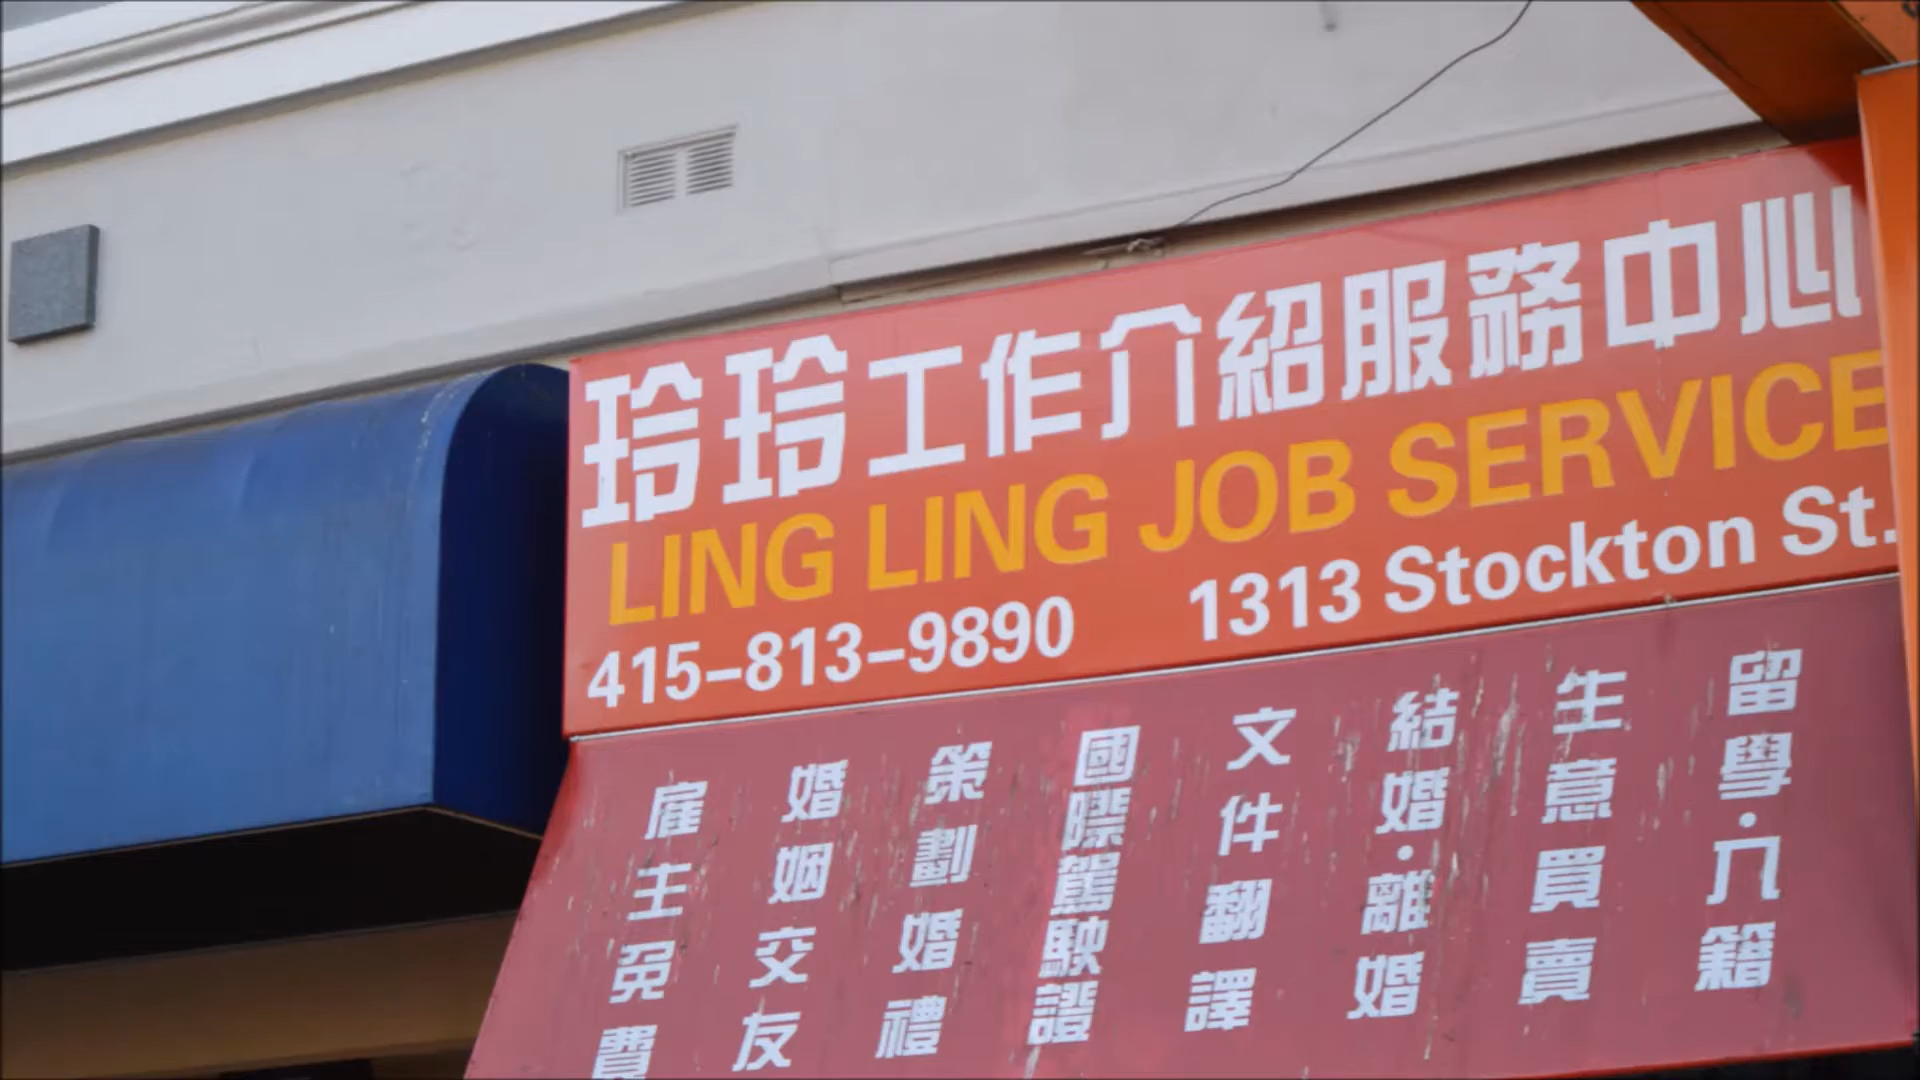 玲玲工作介紹服務中心
LING LING JOB SERVICE
415-813-9890 1313 Stockton St.
雇主免費
婚姻交友
策劃婚禮
國際駕駛證
文件翻譯
結婚·離婚
生意買賣
留學·入籍